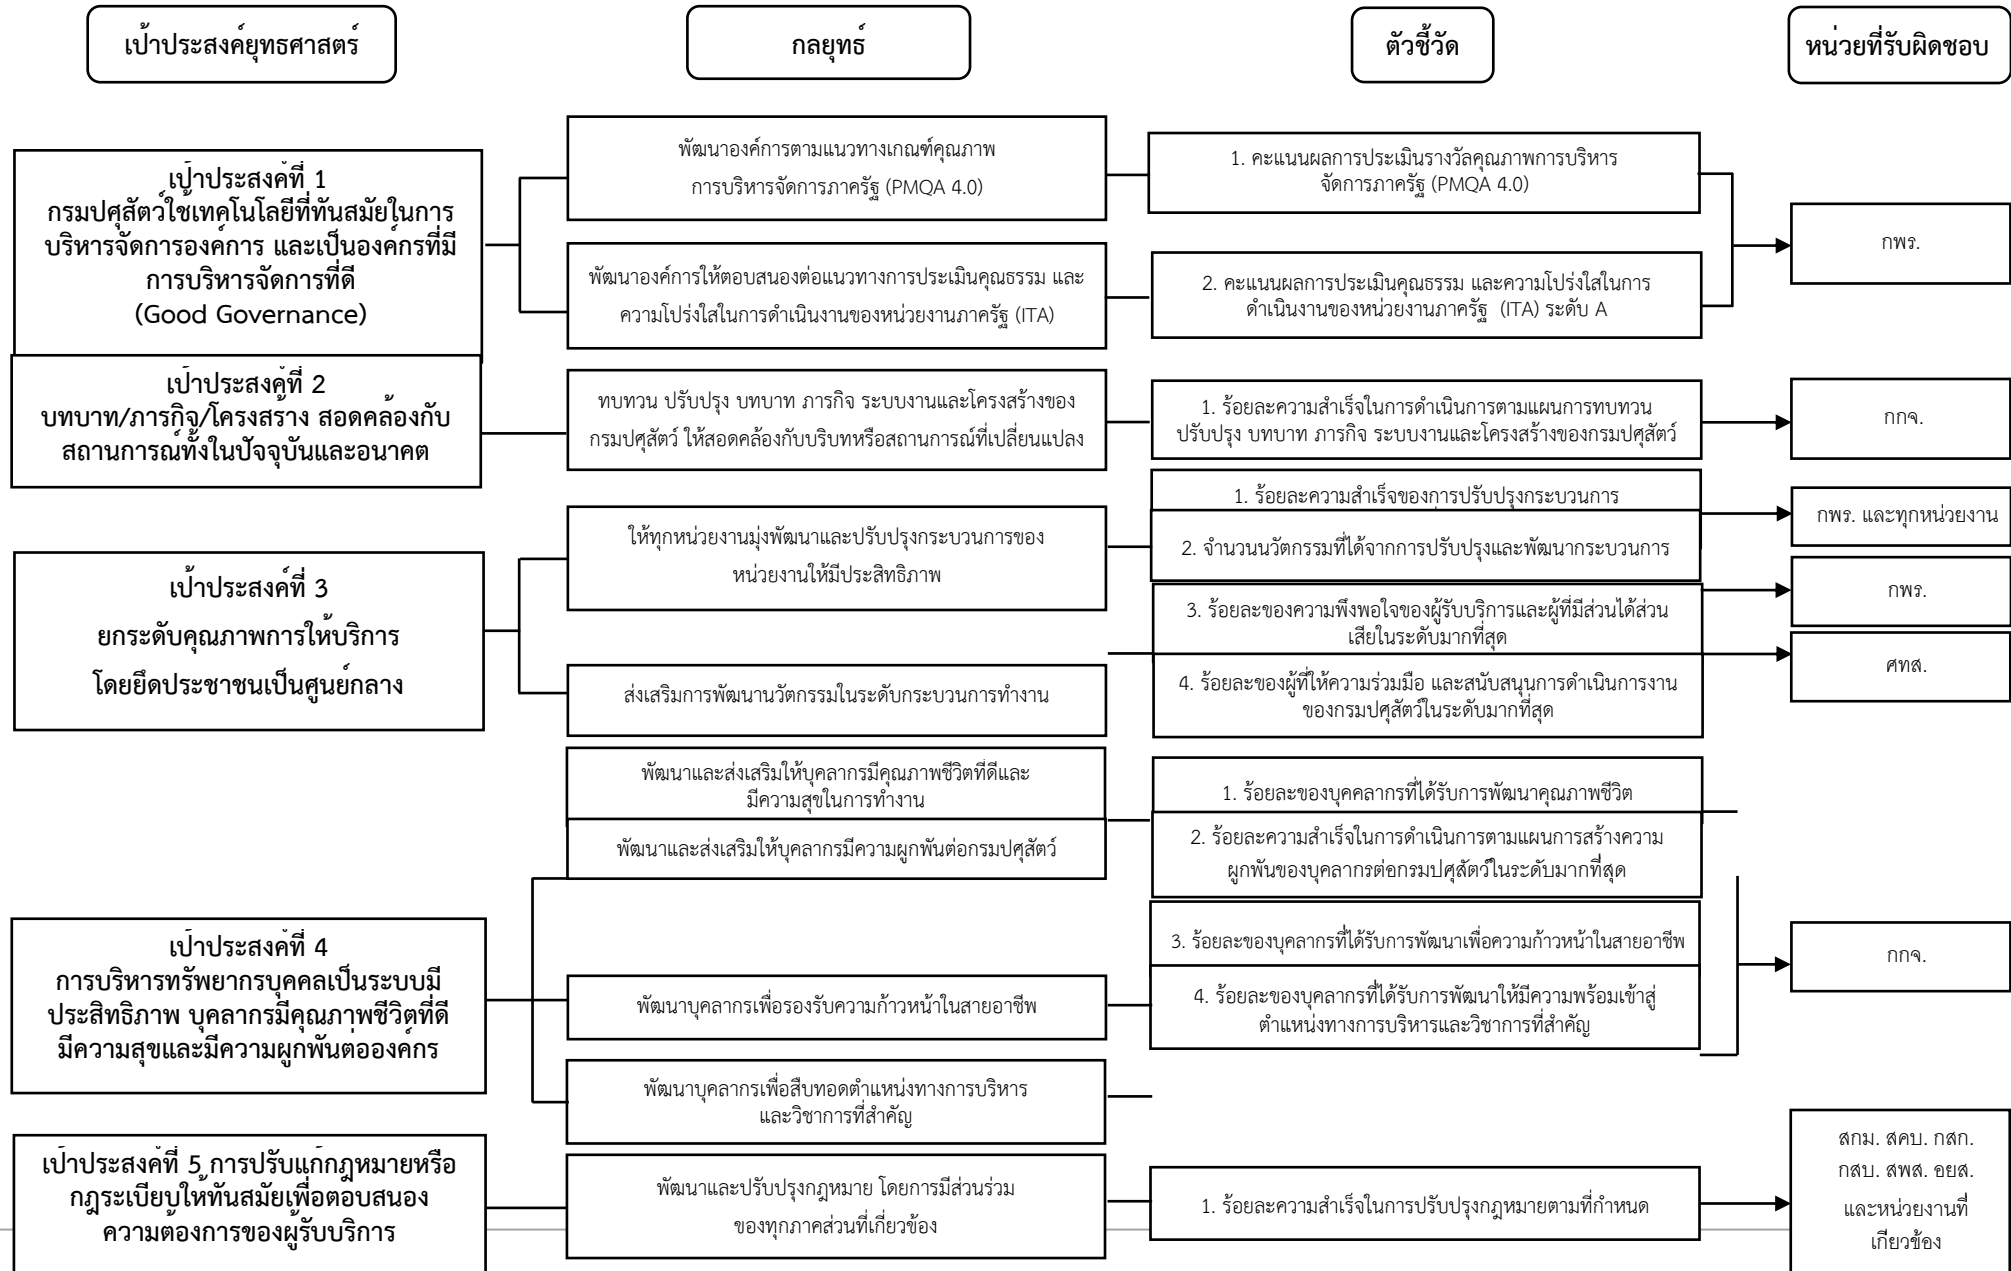 เป้าประสงค์ยุทธศาสตร์
กลยุทธ์
ตัวชี้วัด
หน่วยที่รับผิดชอบ
เป้าประสงค์ที่ 1
กรมปศุสัตว์ใช้เทคโนโลยีที่ทันสมัยในการ
บริหารจัดการองค์การ และเป็นองค์กรที่มี
การบริหารจัดการที่ดี
(Good Governance)
พัฒนาองค์การตามแนวทางเกณฑ์คุณภาพ
การบริหารจัดการภาครัฐ (PMQA 4.0)
1. คะแนนผลการประเมินรางวัลคุณภาพการบริหาร
จัดการภาครัฐ (PMQA 4.0)
กพร.
พัฒนาองค์การให้ตอบสนองต่อแนวทางการประเมินคุณธรรม และ
ความโปร่งใสในการดำเนินงานของหน่วยงานภาครัฐ (ITA)
2. คะแนนผลการประเมินคุณธรรม และความโปร่งใสในการ
ดำเนินงานของหน่วยงานภาครัฐ (ITA) ระดับ A
เป้าประสงค์ที่ 2
บทบาท/ภารกิจ/โครงสร้าง สอดคล้องกับ
สถานการณ์ทั้งในปัจจุบันและอนาคต
ทบทวน ปรับปรุง บทบาท ภารกิจ ระบบงานและโครงสร้างของ
กรมปศุสัตว์ ให้สอดคล้องกับบริบทหรือสถานการณ์ที่เปลี่ยนแปลง
1. ร้อยละความสำเร็จในการดำเนินการตามแผนการทบทวน
ปรับปรุง บทบาท ภารกิจ ระบบงานและโครงสร้างของกรมปศุสัตว์
กกจ.
เป้าประสงค์ที่ 3
ยกระดับคุณภาพการให้บริการ
โดยยึดประชาชนเป็นศูนย์กลาง
ให้ทุกหน่วยงานมุ่งพัฒนาและปรับปรุงกระบวนการของ
หน่วยงานให้มีประสิทธิภาพ
ส่งเสริมการพัฒนานวัตกรรมในระดับกระบวนการทำงาน
1. ร้อยละความสำเร็จของการปรับปรุงกระบวนการ
2. จำนวนนวัตกรรมที่ได้จากการปรับปรุงและพัฒนากระบวนการ
3. ร้อยละของความพึงพอใจของผู้รับบริการและผู้ที่มีส่วนได้ส่วน
เสียในระดับมากที่สุด
4. ร้อยละของผู้ที่ให้ความร่วมมือ และสนับสนุนการดำเนินการงาน
ของกรมปศุสัตว์ในระดับมากที่สุด
กพร. และทุกหน่วยงาน
กพร.
ศทส.
เป้าประสงค์ที่ 4
การบริหารทรัพยากรบุคคลเป็นระบบมี
ประสิทธิภาพ บุคลากรมีคุณภาพชีวิตที่ดี
มีความสุขและมีความผูกพันต่อองค์กร
พัฒนาและส่งเสริมให้บุคลากรมีคุณภาพชีวิตที่ดีและ
มีความสุขในการทำงาน
พัฒนาและส่งเสริมให้บุคลากรมีความผูกพันต่อกรมปศุสัตว์
พัฒนาบุคลากรเพื่อรองรับความก้าวหน้าในสายอาชีพ
พัฒนาบุคลากรเพื่อสืบทอดตำแหน่งทางการบริหาร
และวิชาการที่สำคัญ
1. ร้อยละของบุคคลากรที่ได้รับการพัฒนาคุณภาพชีวิต
2. ร้อยละความสำเร็จในการดำเนินการตามแผนการสร้างความ
ผูกพันของบุคลากรต่อกรมปศุสัตว์ในระดับมากที่สุด
3. ร้อยละของบุคลากรที่ได้รับการพัฒนาเพื่อความก้าวหน้าในสายอาชีพ
4. ร้อยละของบุคลากรที่ได้รับการพัฒนาให้มีความพร้อมเข้าสู่
ตำแหน่งทางการบริหารและวิชาการที่สำคัญ
กกจ.
เป้าประสงค์ที่ 5 การปรับแก้กฎหมายหรือ
กฎระเบียบให้ทันสมัยเพื่อตอบสนอง
ความต้องการของผู้รับบริการ
พัฒนาและปรับปรุงกฎหมาย โดยการมีส่วนร่วม
ของทุกภาคส่วนที่เกี่ยวข้อง
1. ร้อยละความสำเร็จในการปรับปรุงกฎหมายตามที่กำหนด
สกม. สคบ. กสก.
กสบ. สพส. อยส.
และหน่วยงานที่
เกี่ยวข้อง